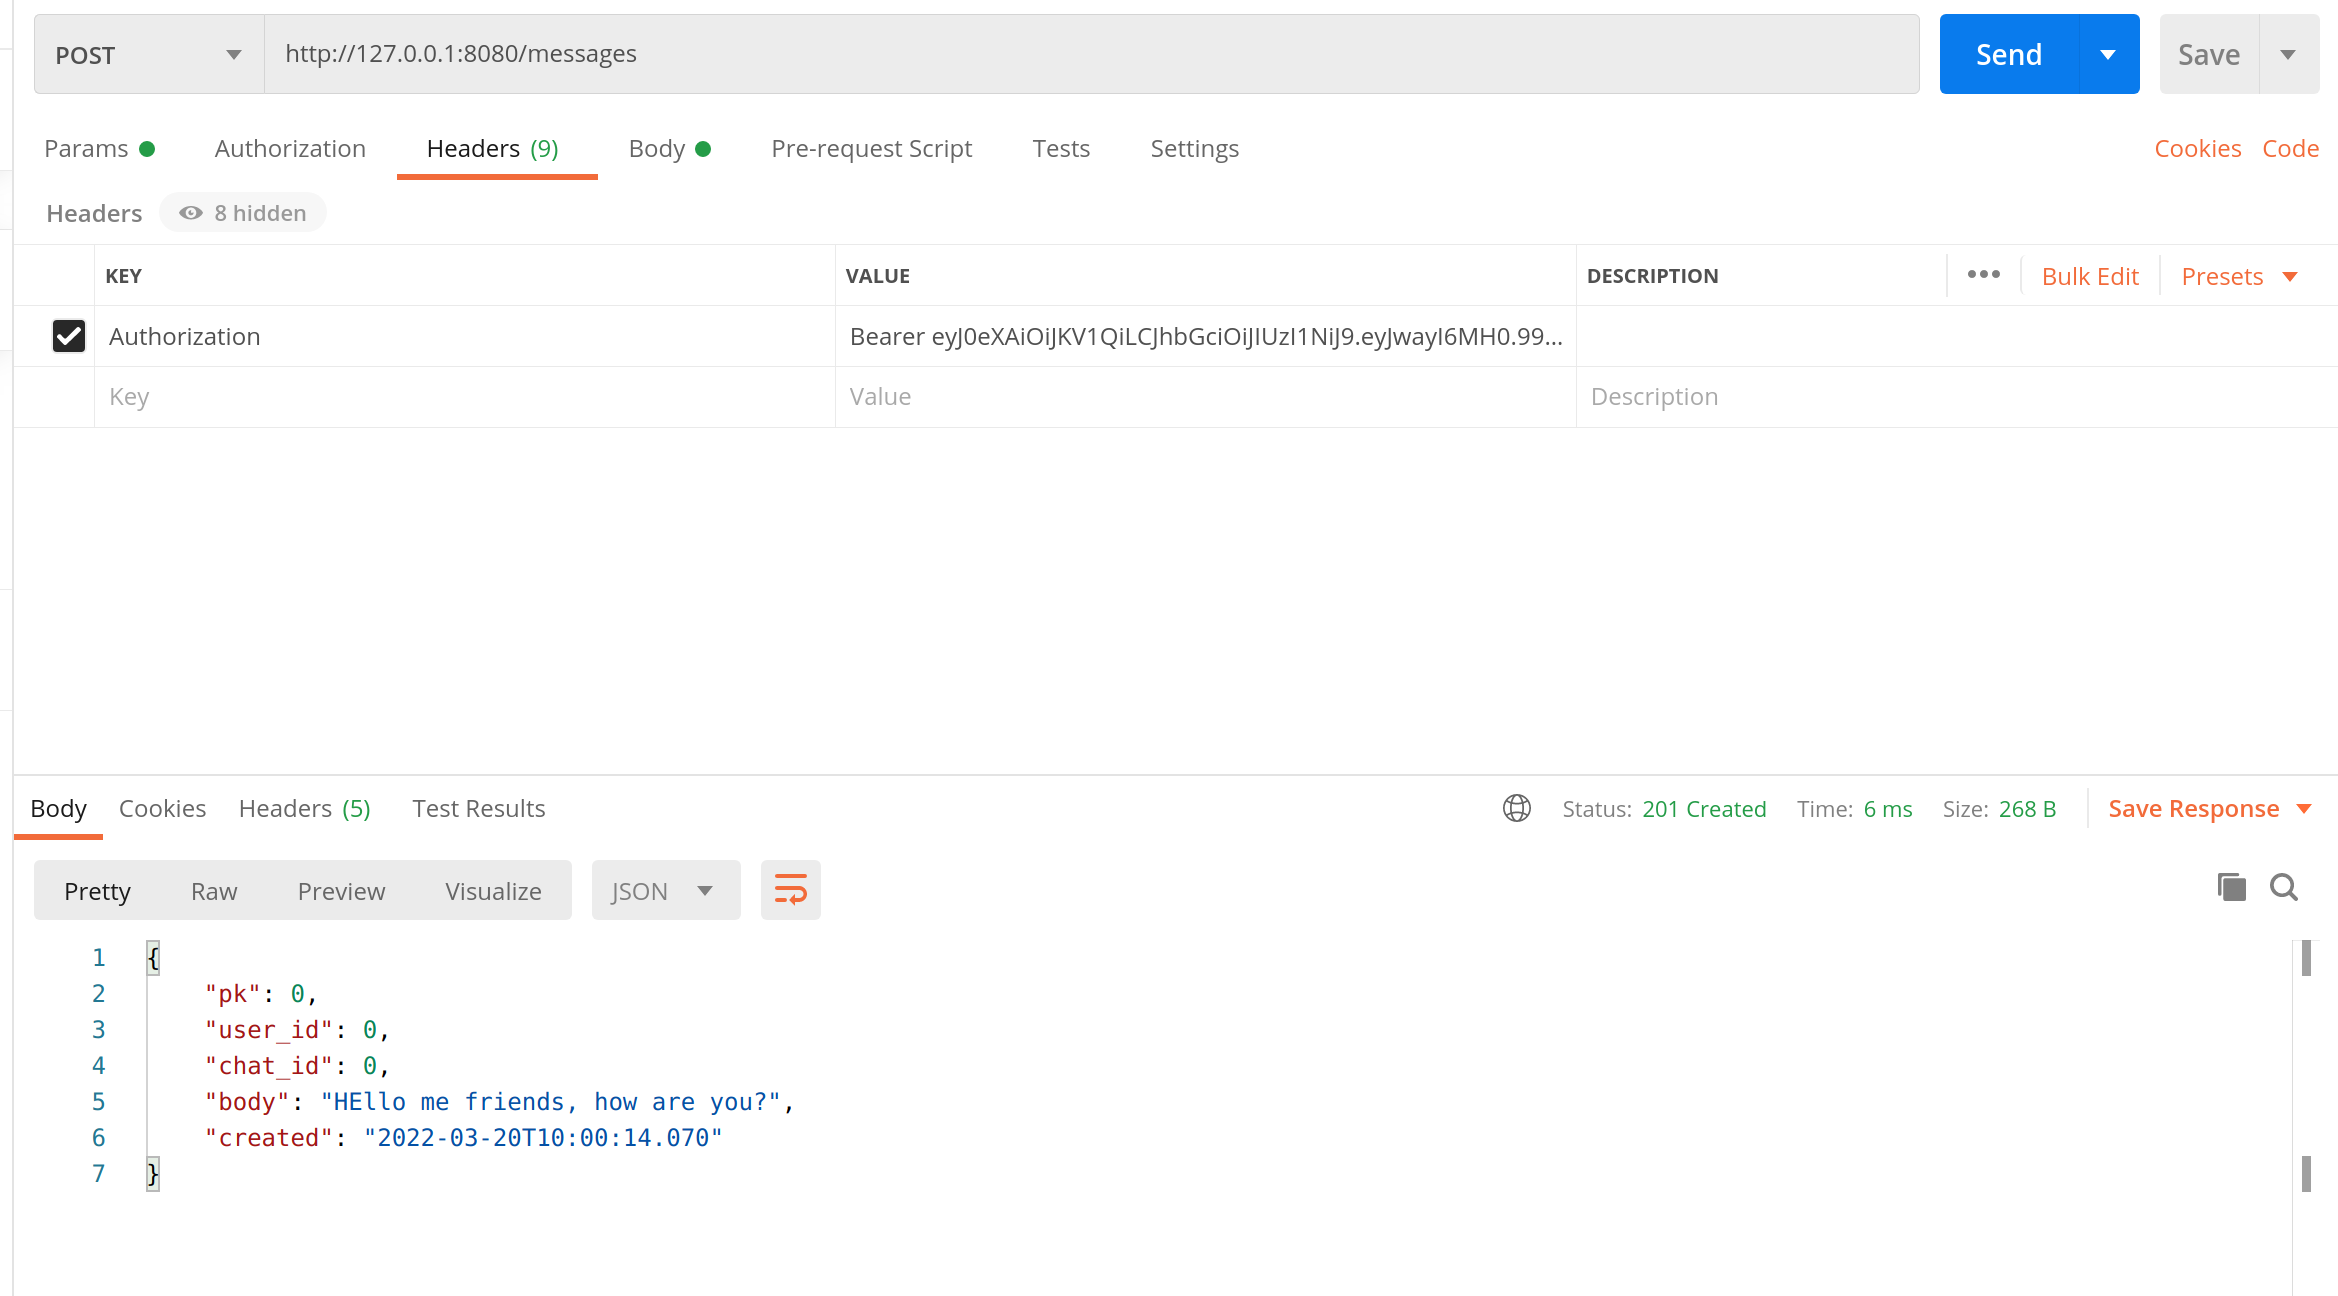 POST http://127.0.0.1:8080/messages Send Save
Params Authorization Headers (9) Body Pre-request Script Tests Settings Cookies Code
Headers 8 hidden
KEY VALUE DESCRIPTION ••• Bulk Edit Presets
Authorization Bearer eyJ0eXAiOiJKV1QiLCJhbGciOiJIUzI1NiJ9.eyJwayI6MH0.99...
Key Value Description
Body Cookies Headers (5) Test Results Status: 201 Created Time: 6 ms Size: 268 B Save Response
Pretty Raw Preview Visualize JSON
1 {
2 "pk": 0,
3 "user_id": 0,
4 "chat_id": 0,
5 "body": "HEllo me friends, how are you?",
6 "created": "2022-03-20T10:00:14.070"
7 }